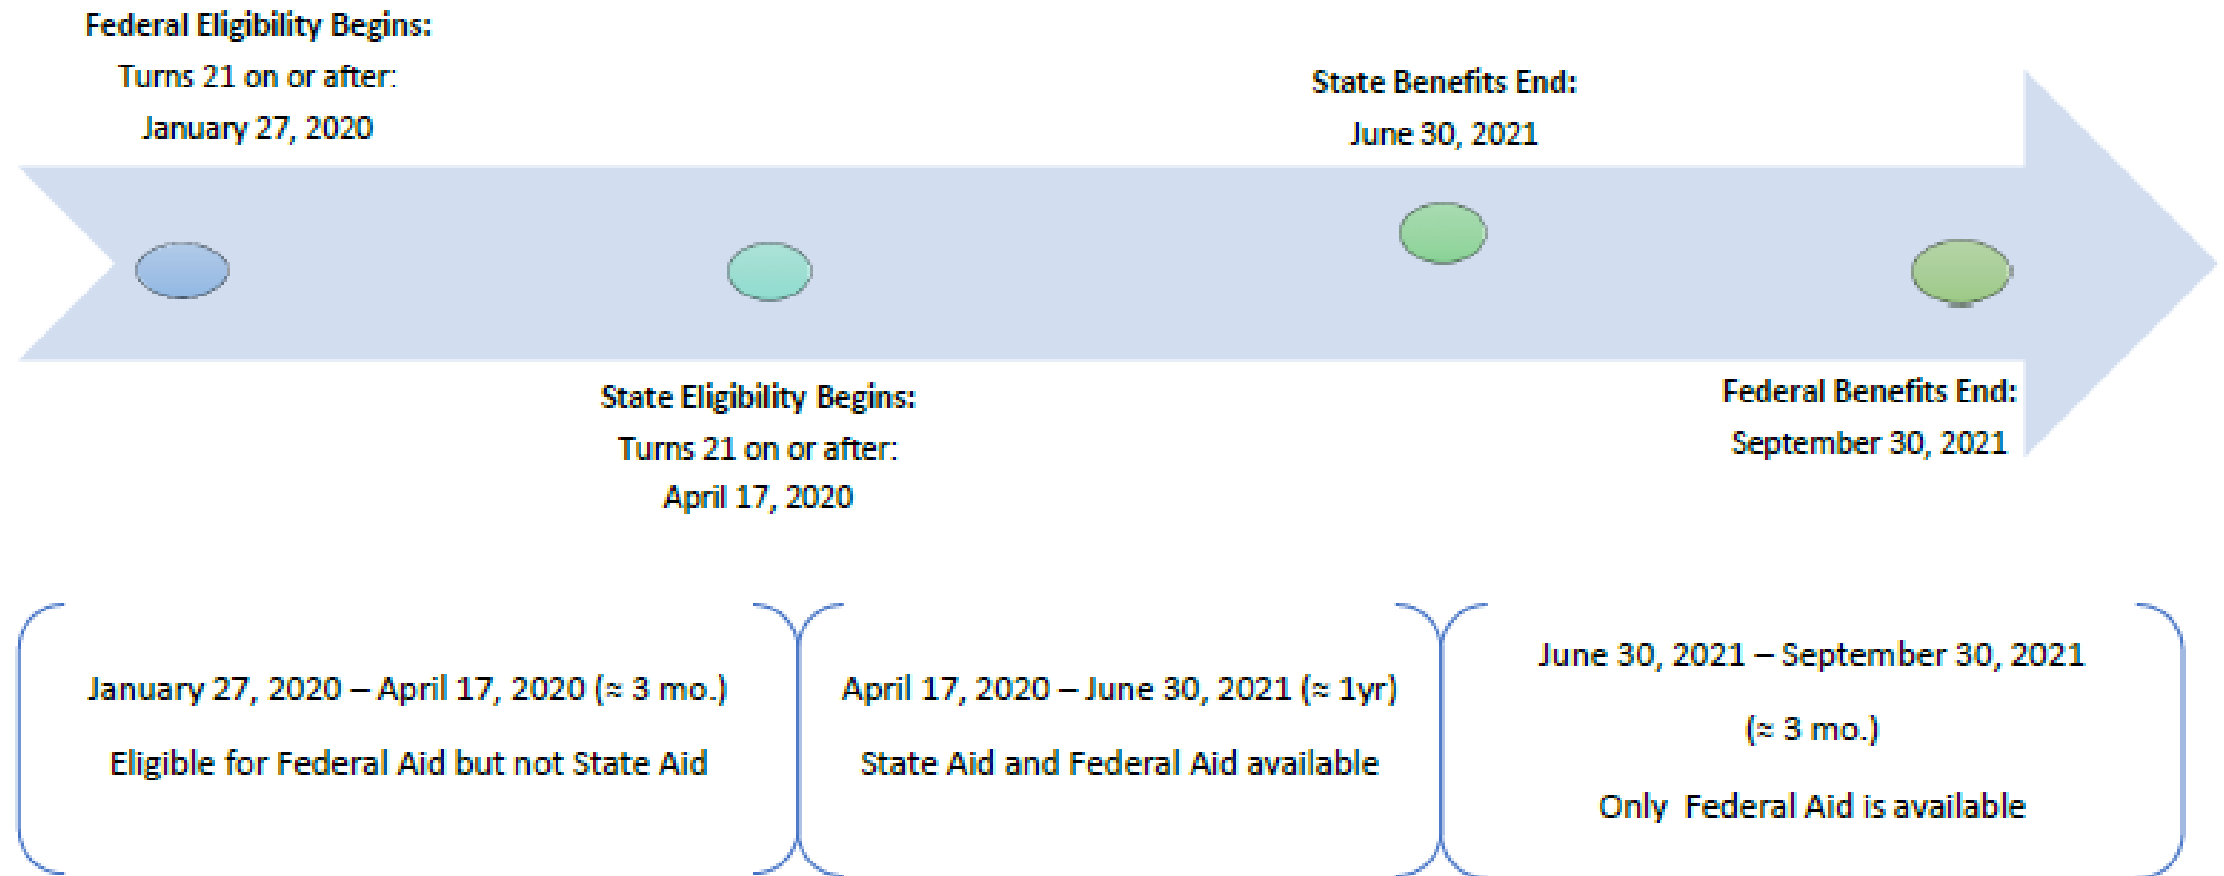 Federal Eligibility Begins:
Turns 21 on or after:
January 27, 2020
State Benefits End:
June 30, 2021
State Eligibility Begins:
Turns 21 on or after:
April 17, 2020
Federal Benefits End:
September 30, 2021
January 27, 2020 – April 17, 2020 (≈ 3 mo.)
Eligible for Federal Aid but not State Aid
April 17, 2020 – June 30, 2021 (≈ 1yr)
State Aid and Federal Aid available
June 30, 2021 – September 30, 2021
(≈ 3 mo.)
Only Federal Aid is available